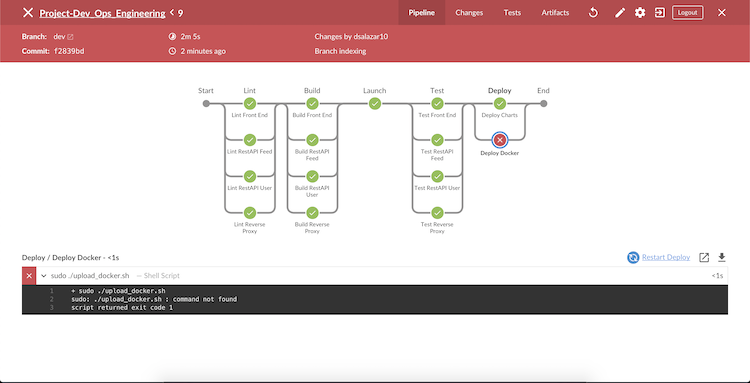 Project-Dev_Ops_Engineering < 9
Pipeline Changes Tests Artifacts Logout
Branch: dev 2m 5s Changes by dsalazar10
Commit: f2839bd 2 minutes ago Branch indexing
Start Lint Build Launch Test Deploy End
Lint Front End Build Front End Test Front End Deploy Charts
Lint RestAPI Feed Build RestAPI Feed Test RestAPI Feed Deploy Docker
Lint RestAPI User Build RestAPI User Test RestAPI User
Lint Reverse Proxy Build Reverse Proxy Test Reverse Proxy
Deploy / Deploy Docker - <1s Restart Deploy
sudo ./upload_docker.sh — Shell Script <1s
1 + sudo ./upload_docker.sh
2 sudo: ./upload_docker.sh : command not found
3 script returned exit code 1